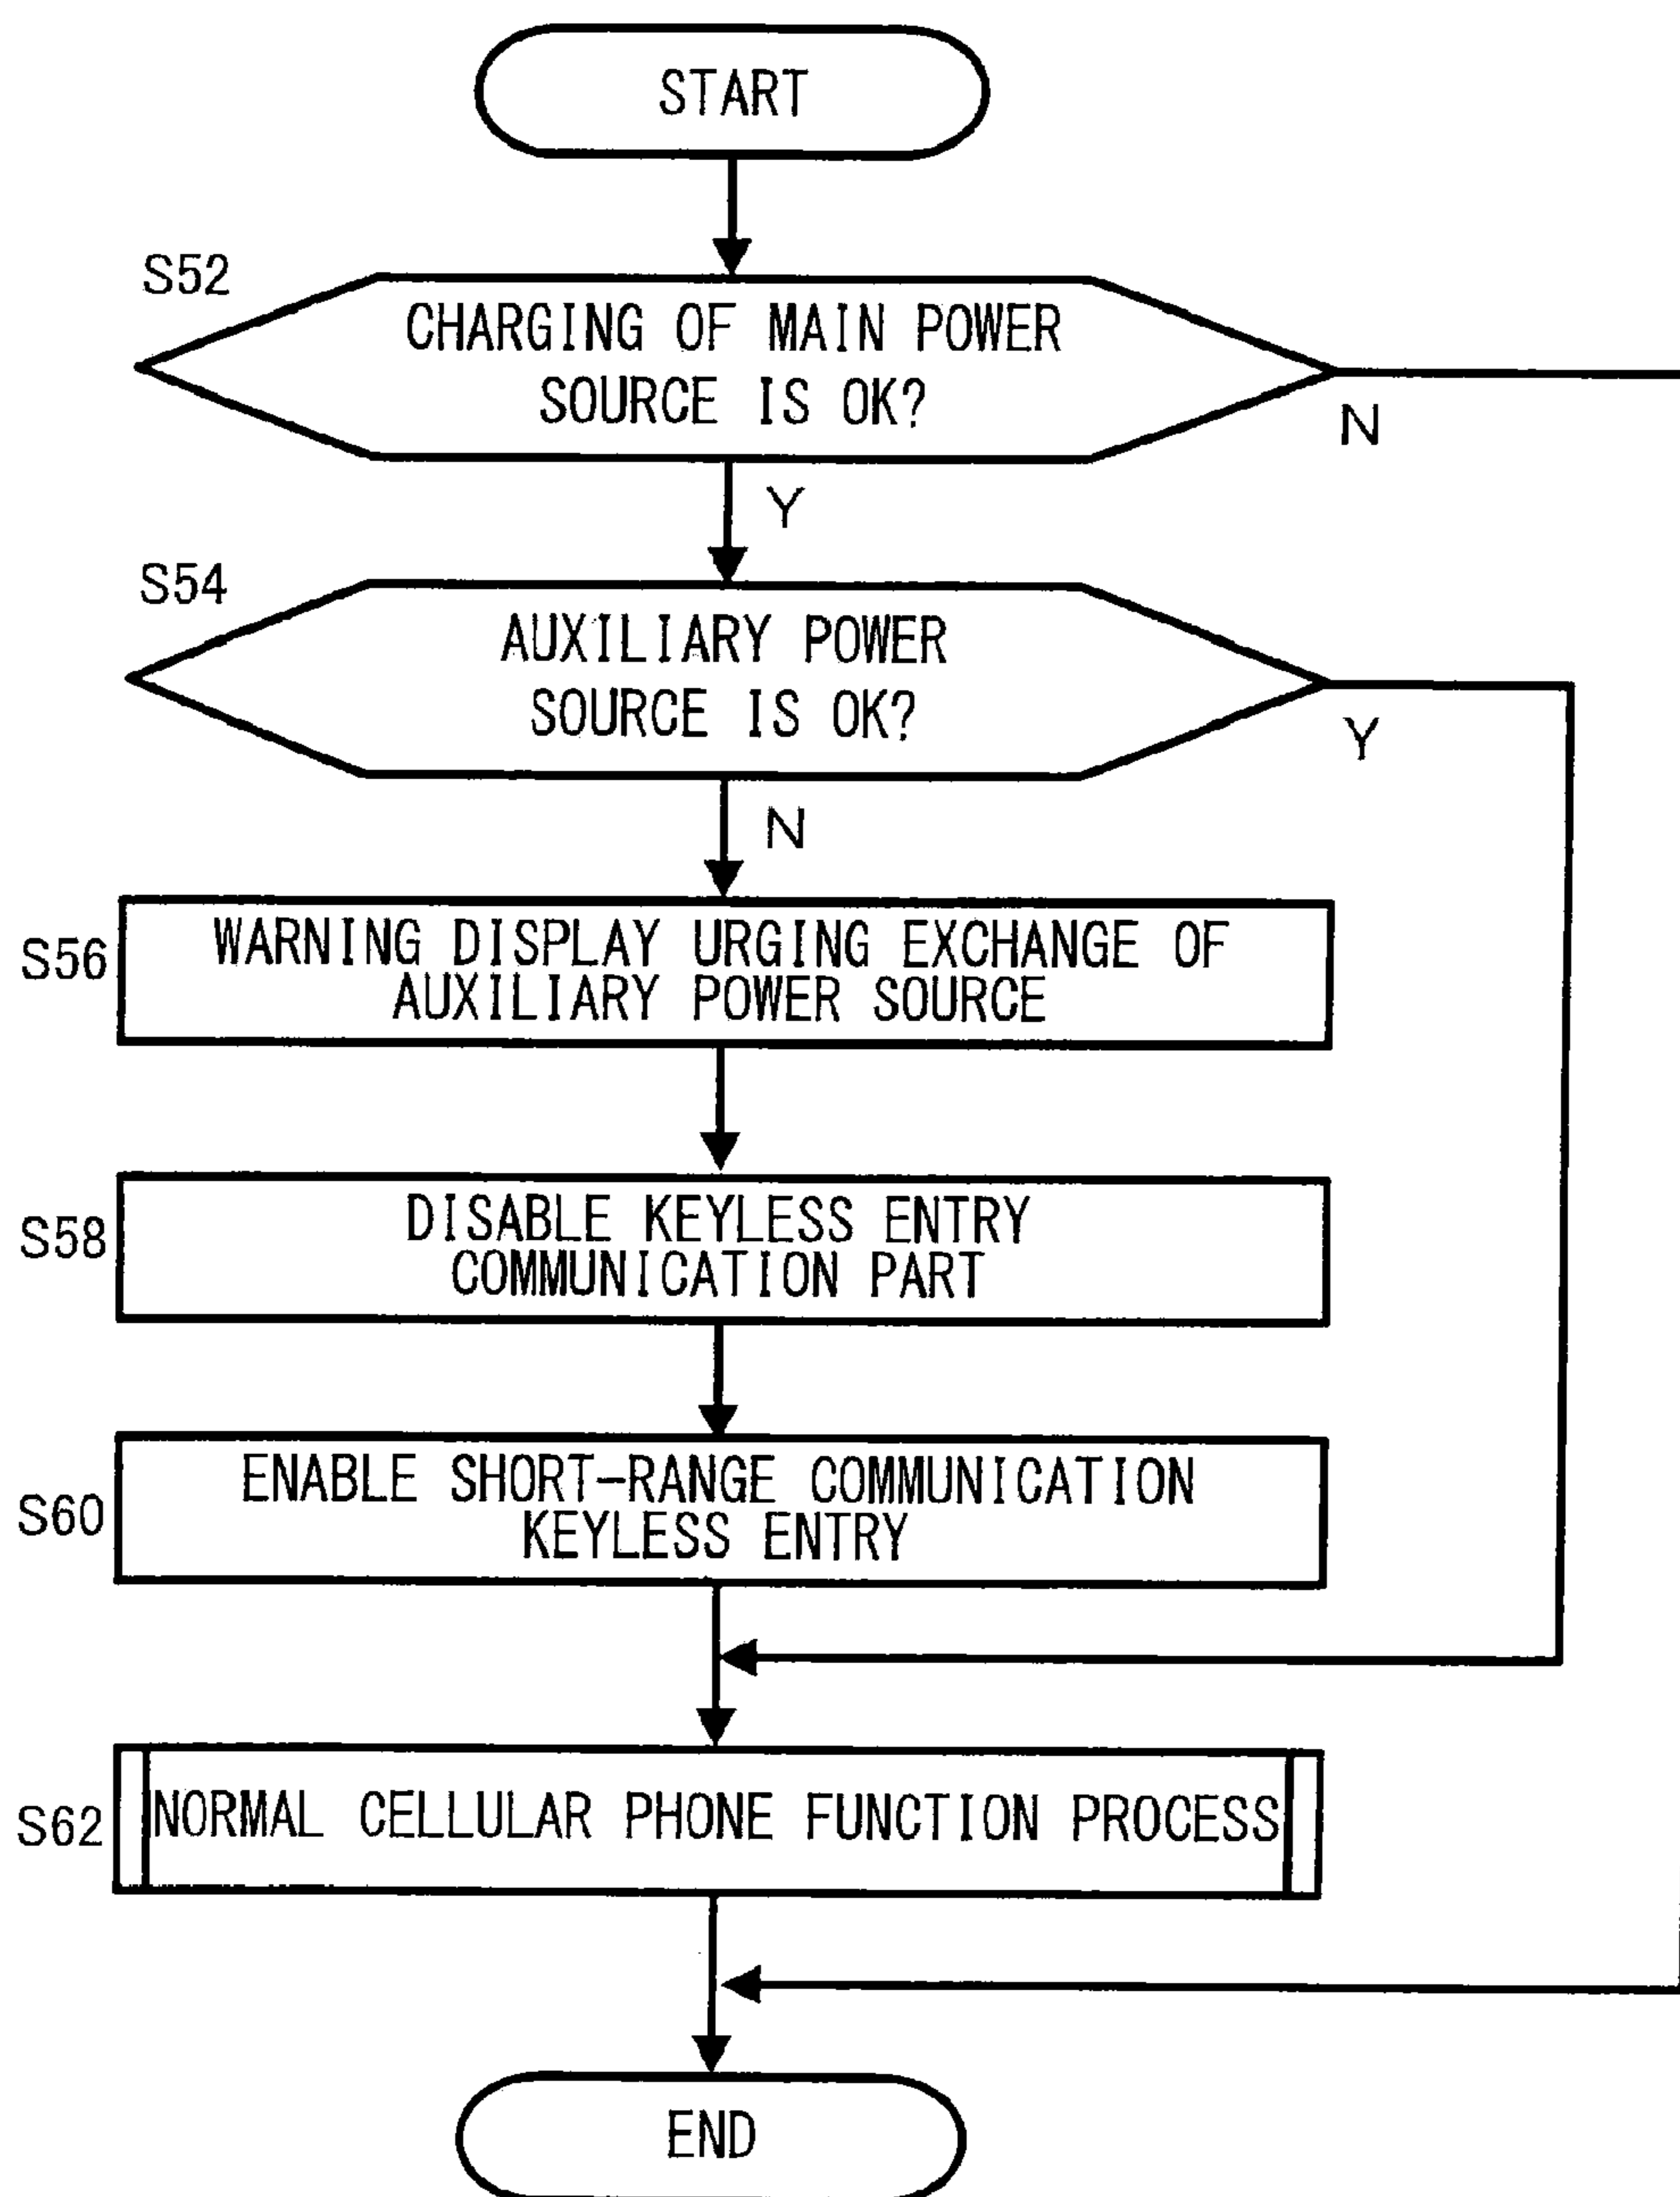 START
S52
CHARGING OF MAIN POWER
SOURCE IS OK?
N
Y
S54
AUXILIARY POWER
SOURCE IS OK?
Y
N
S56
WARNING DISPLAY URGING EXCHANGE OF
AUXILIARY POWER SOURCE
S58
DISABLE KEYLESS ENTRY
COMMUNICATION PART
S60
ENABLE SHORT-RANGE COMMUNICATION
KEYLESS ENTRY
S62
NORMAL CELLULAR PHONE FUNCTION PROCESS
END